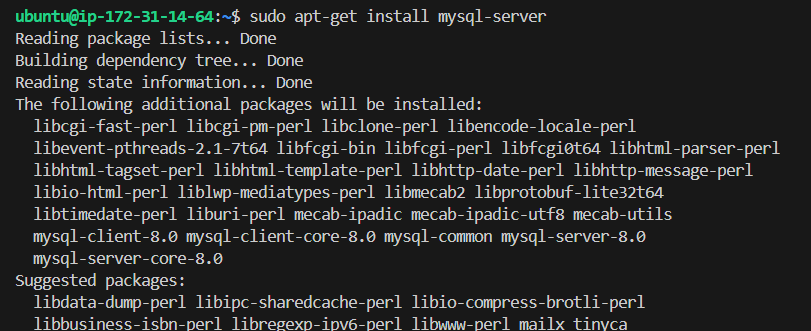 ubuntu@ip-172-31-14-64:~$ sudo apt-get install mysql-server
Reading package lists... Done
Building dependency tree... Done
Reading state information... Done
The following additional packages will be installed:
  libcgi-fast-perl libcgi-pm-perl libclone-perl libencode-locale-perl
  libevent-pthreads-2.1-7t64 libfcgi-bin libfcgi-perl libfcgi0t64 libhtml-parser-perl
  libhtml-tagset-perl libhtml-template-perl libhttp-date-perl libhttp-message-perl
  libio-html-perl liblwp-mediatypes-perl libmecab2 libprotobuf-lite32t64
  libtimedate-perl liburi-perl mecab-ipadic mecab-ipadic-utf8 mecab-utils
  mysql-client-8.0 mysql-client-core-8.0 mysql-common mysql-server-8.0
  mysql-server-core-8.0
Suggested packages:
  libdata-dump-perl libipc-sharedcache-perl libio-compress-brotli-perl
  libbusiness-isbn-perl libregexp-ipv6-perl libwww-perl mailx tinyca